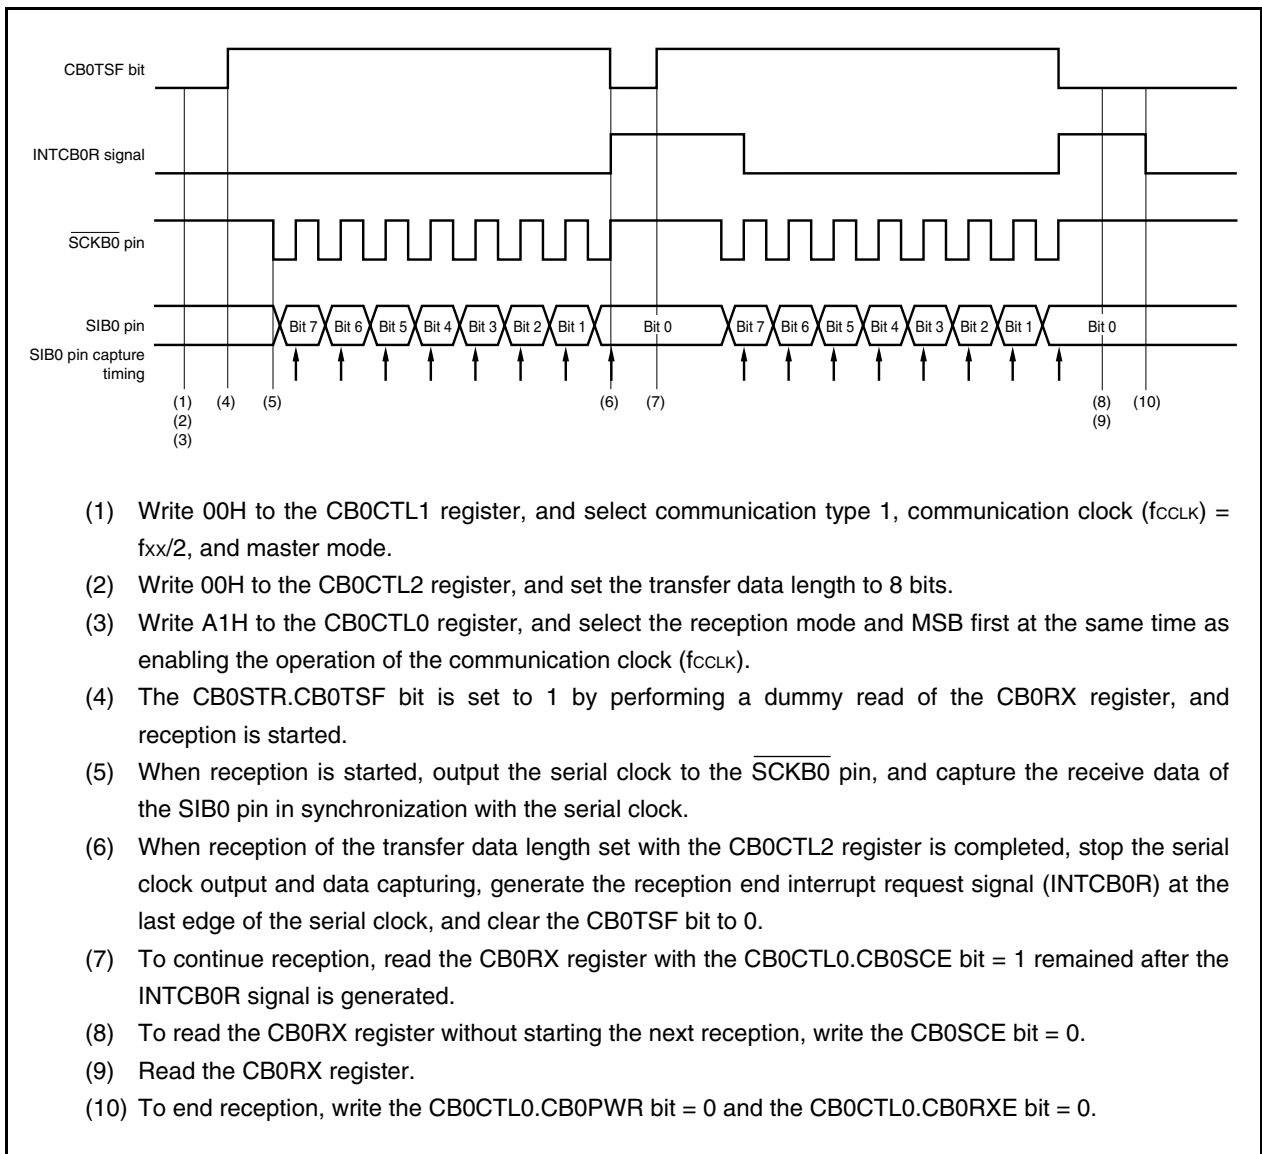 CB0TSF bit
INTCB0R signal
SCKB0 pin
SIB0 pin
Bit 7 Bit 6 Bit 5 Bit 4 Bit 3 Bit 2 Bit 1 Bit 0 Bit 7 Bit 6 Bit 5 Bit 4 Bit 3 Bit 2 Bit 1 Bit 0
SIB0 pin capture
timing
(1) (4) (5) (6) (7) (8) (10)
(2) (9)
(3)
(1) Write 00H to the CB0CTL1 register, and select communication type 1, communication clock (fCCLK) =
fXX/2, and master mode.
(2) Write 00H to the CB0CTL2 register, and set the transfer data length to 8 bits.
(3) Write A1H to the CB0CTL0 register, and select the reception mode and MSB first at the same time as
enabling the operation of the communication clock (fCCLK).
(4) The CB0STR.CB0TSF bit is set to 1 by performing a dummy read of the CB0RX register, and
reception is started.
(5) When reception is started, output the serial clock to the SCKB0 pin, and capture the receive data of
the SIB0 pin in synchronization with the serial clock.
(6) When reception of the transfer data length set with the CB0CTL2 register is completed, stop the serial
clock output and data capturing, generate the reception end interrupt request signal (INTCB0R) at the
last edge of the serial clock, and clear the CB0TSF bit to 0.
(7) To continue reception, read the CB0RX register with the CB0CTL0.CB0SCE bit = 1 remained after the
INTCB0R signal is generated.
(8) To read the CB0RX register without starting the next reception, write the CB0SCE bit = 0.
(9) Read the CB0RX register.
(10) To end reception, write the CB0CTL0.CB0PWR bit = 0 and the CB0CTL0.CB0RXE bit = 0.